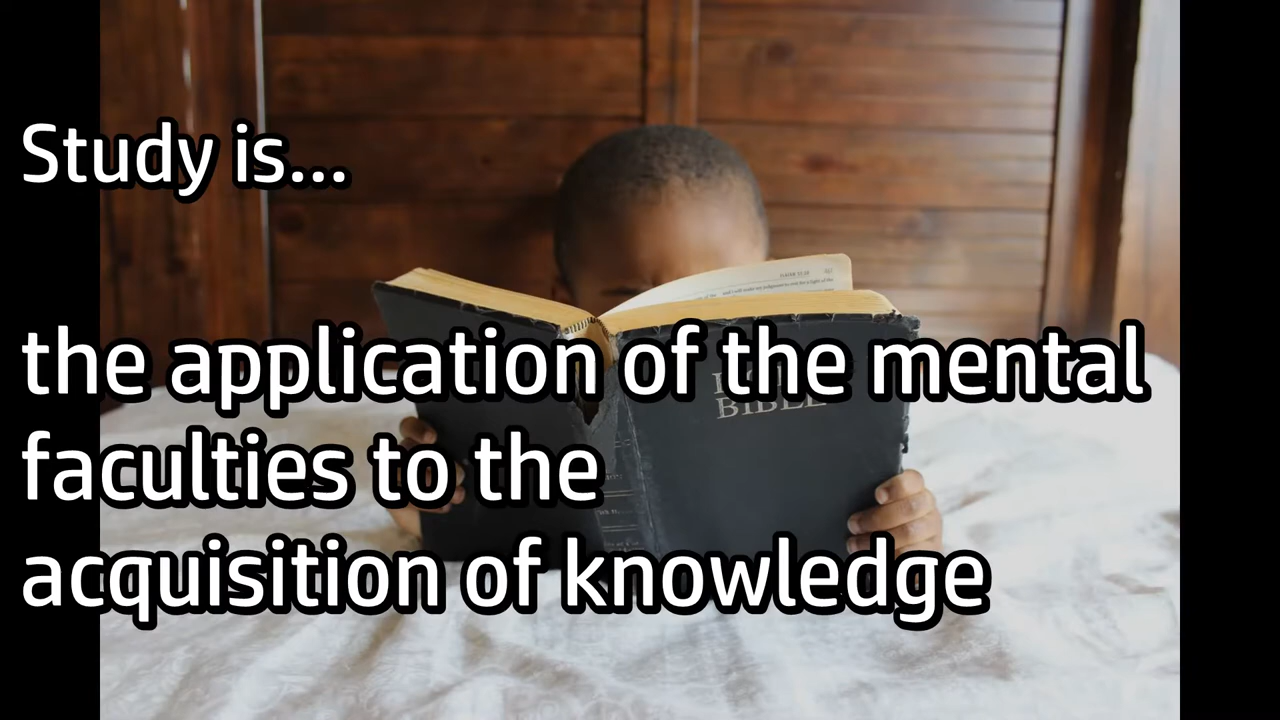 Study is...
the application of the mental
faculties to the
acquisition of knowledge
BIBLE